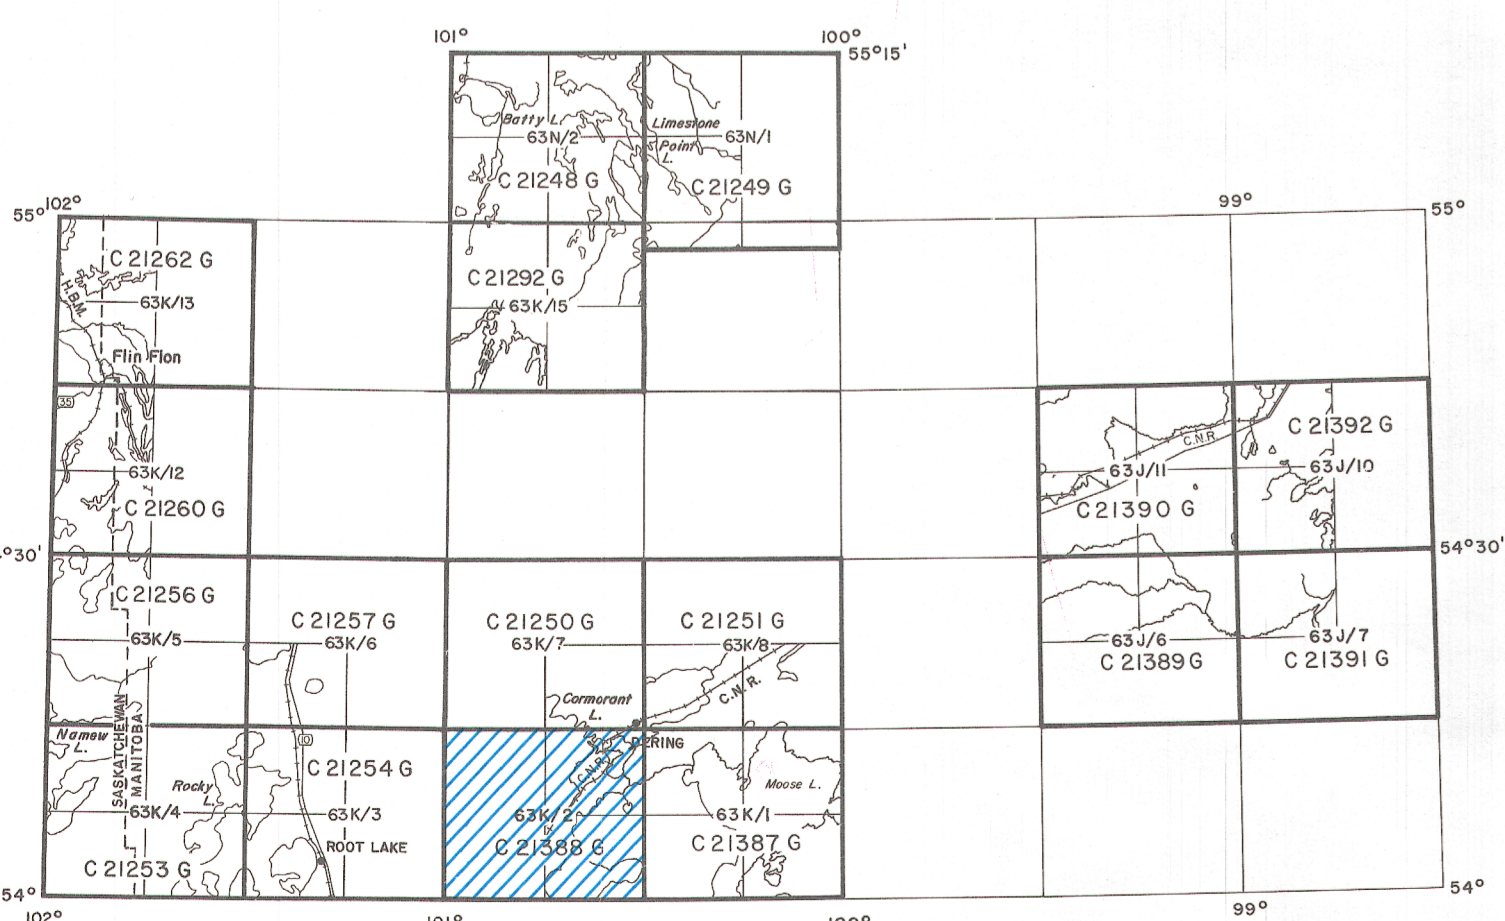 101° 100°
55°15'
Batty L.
Limestone
63N/2 63N/1
Point
L.
C 21248 G C 21249 G
102° 99°
55° 55°
C 21262 G
C 21292 G
H.B.M.
63K/13 63K/15
Flin Flon
35
C 21392 G
C.N.R.
63K/12 63J/11 63J/10
C 21260 G C 21390 G
°30' 54°30'
C 21256 G
C 21257 G C 21250 G C 21251 G
63K/5 63K/6 63K/7 63K/8 63J/6 63J/7
C 21389 G C 21391 G
C.N.R.
Cormorant
L.
Namew
L.
SASKATCHEWAN
MANITOBA
10
DERING
C 21254 G
C.N.R.
Rocky
L.
Moose L.
63K/4 63K/3 63K/2 63K/1
C 21388 G C 21387 G
ROOT LAKE
C 21253 G
54° 54°
102° 101° 100° 99°